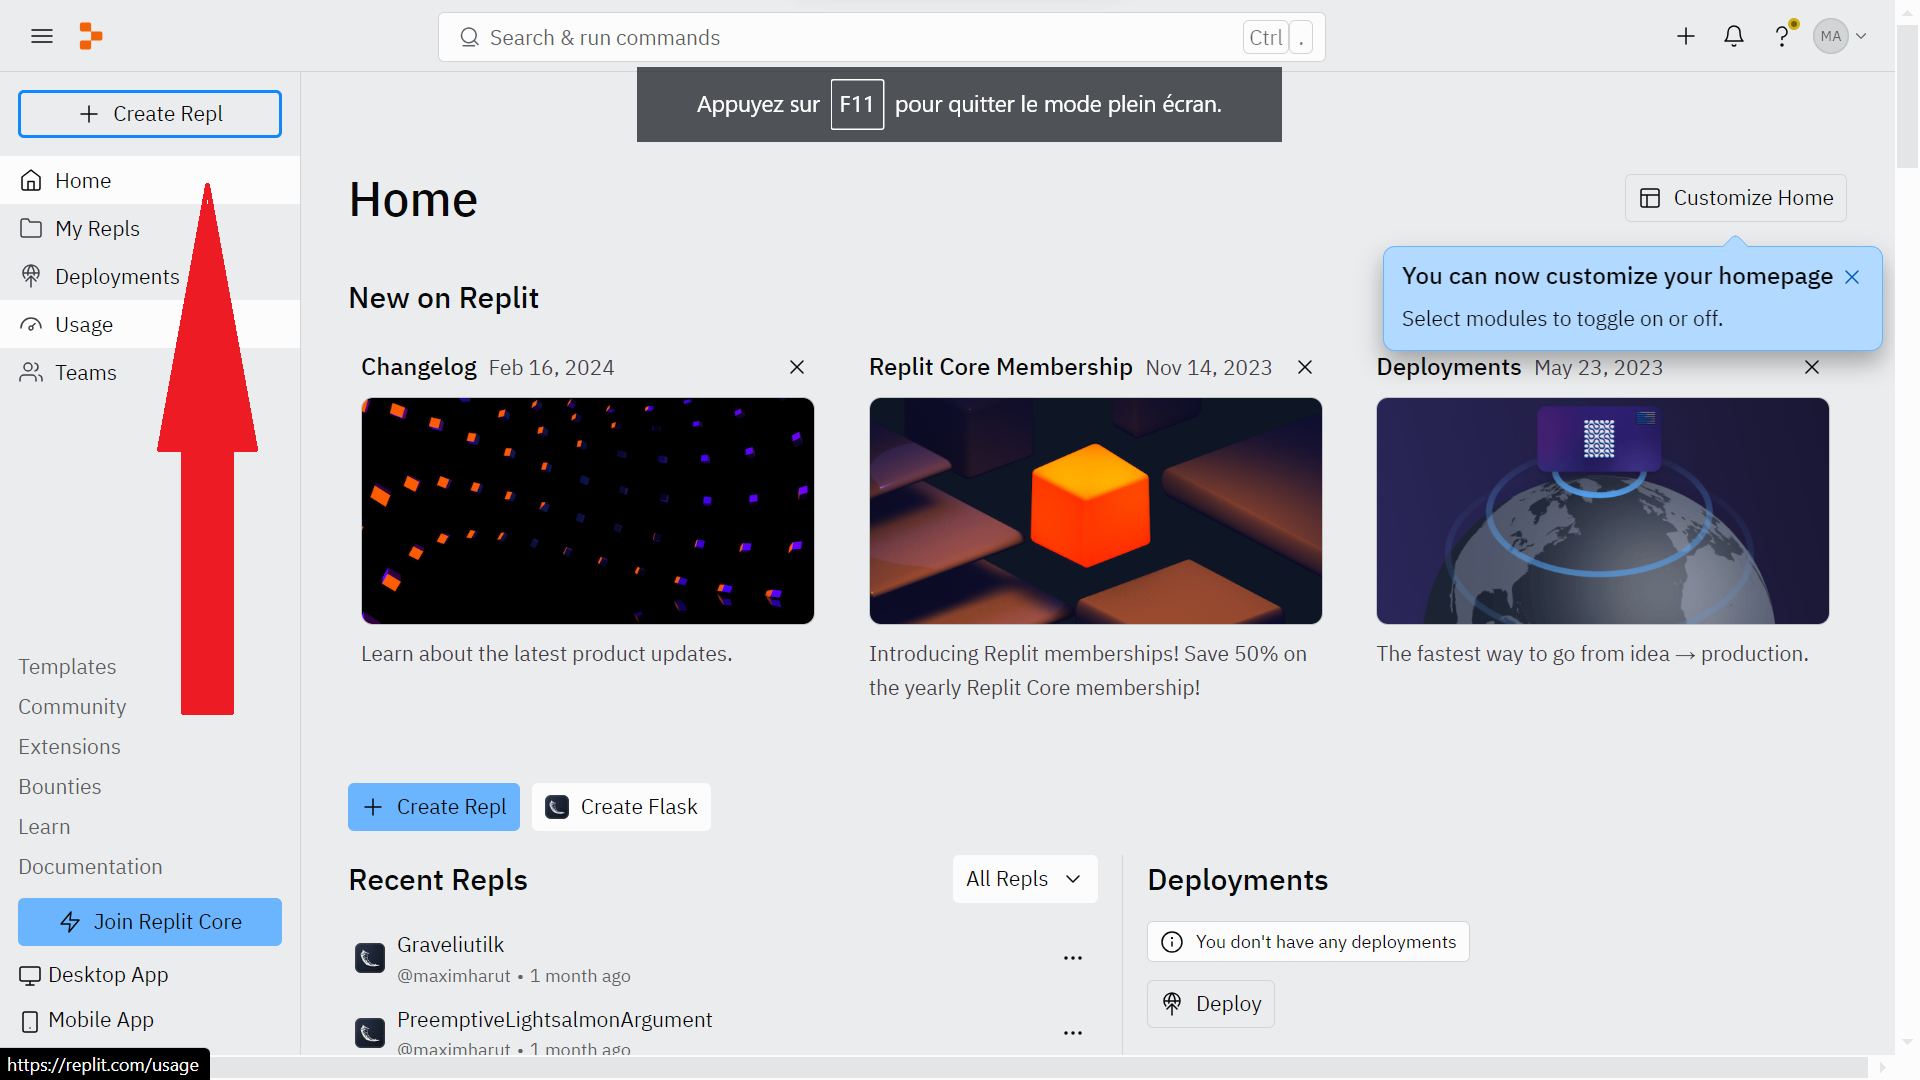 Search & run commands
Ctrl .
MA
Appuyez sur F11 pour quitter le mode plein écran.
Create Repl
Home
My Repls
Deployments
Usage
Teams
Templates
Community
Extensions
Bounties
Learn
Documentation
Join Replit Core
Desktop App
Mobile App
https://replit.com/usage
Home
Customize Home
You can now customize your homepage
Select modules to toggle on or off.
New on Replit
Changelog Feb 16, 2024
Learn about the latest product updates.
Replit Core Membership Nov 14, 2023
Introducing Replit memberships! Save 50% on
the yearly Replit Core membership!
Deployments May 23, 2023
The fastest way to go from idea → production.
Create Repl
Create Flask
Recent Repls
All Repls
Graveliutilk
@maximharut • 1 month ago
PreemptiveLightsalmonArgument
@maximharut • 1 month ago
Deployments
You don't have any deployments
Deploy